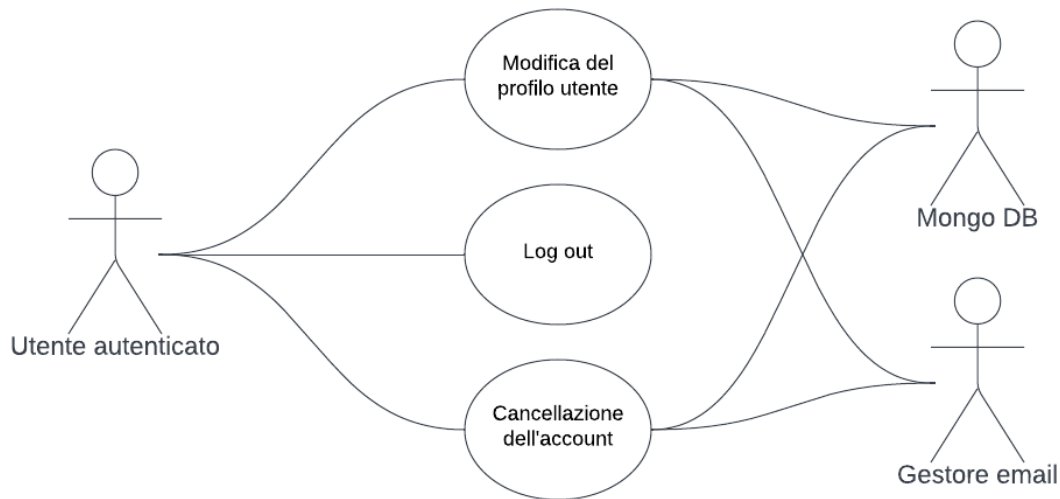 Modifica del
profilo utente
Mongo DB
Log out
Utente autenticato
Cancellazione
dell'account
Gestore email